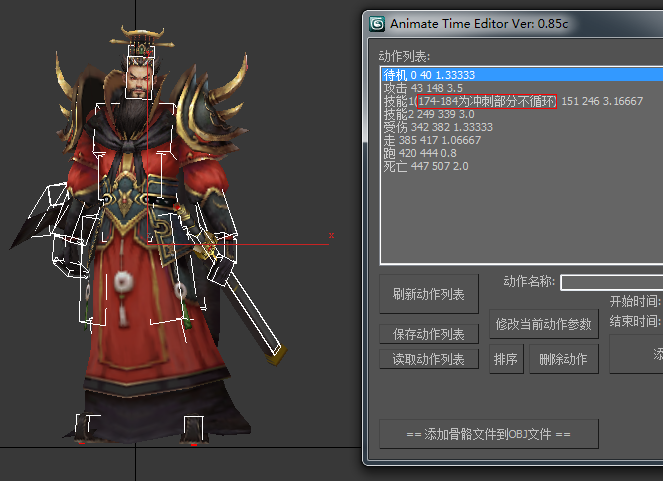 Animate Time Editor Ver: 0.85c
动作列表:
待机 0 40 1.33333
攻击 43 148 3.5
技能1(174-184为冲刺部分不循环) 151 246 3.16667
技能2 249 339 3.0
受伤 342 382 1.33333
走 385 417 1.06667
跑 420 444 0.8
死亡 447 507 2.0
动作名称:
刷新动作列表
开始时间:
修改当前动作参数
结束时间:
保存动作列表
读取动作列表
排序
删除动作
添
== 添加骨骼文件到OBJ文件 ==
x